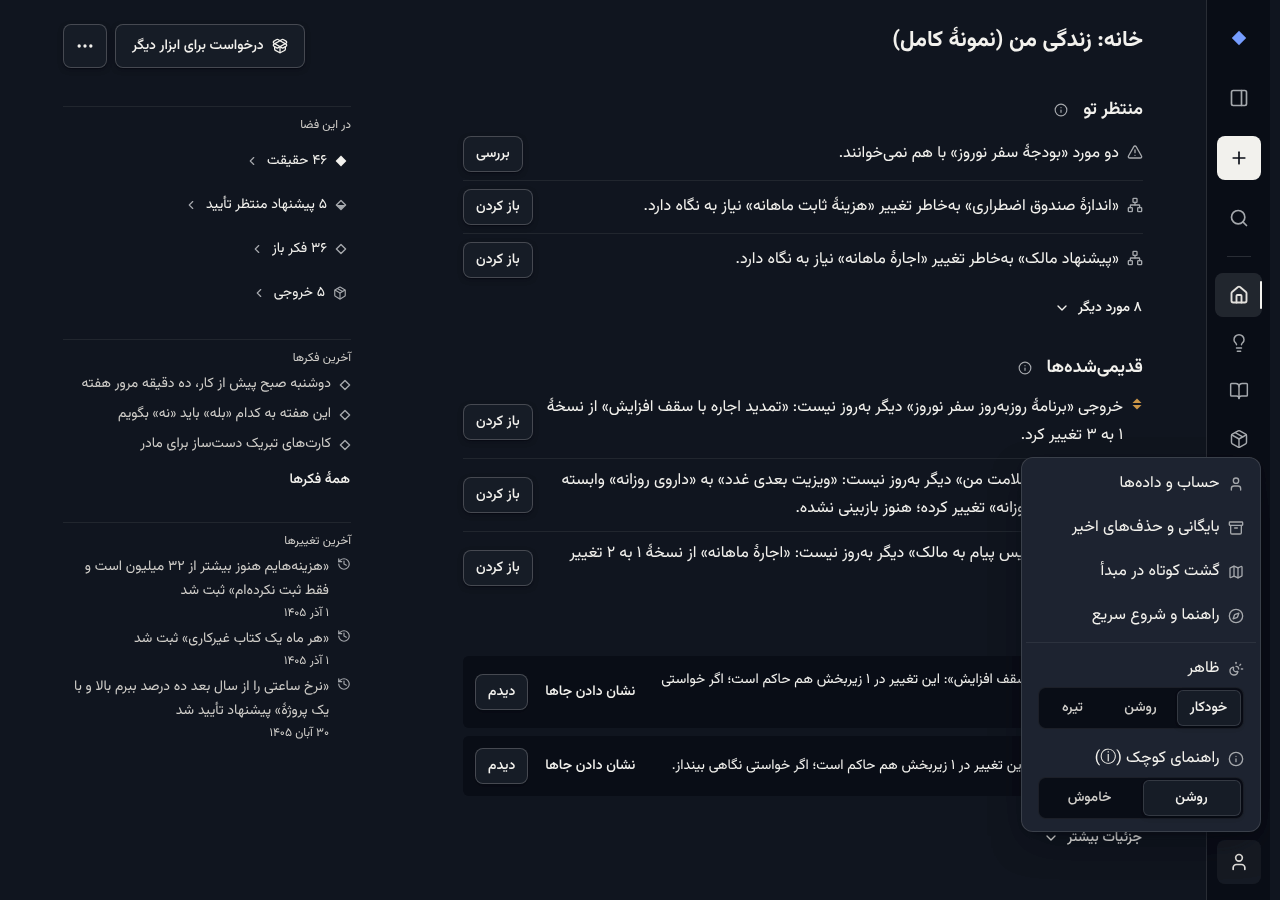 خانه: زندگی من (نمونهٔ کامل)
درخواست برای ابزار دیگر
منتظر تو
دو مورد «بودجهٔ سفر نوروز» با هم نمی‌خوانند.
بررسی
«اندازهٔ صندوق اضطراری» به‌خاطر تغییر «هزینهٔ ثابت ماهانه» نیاز به نگاه دارد.
باز کردن
«پیشنهاد مالک» به‌خاطر تغییر «اجارهٔ ماهانه» نیاز به نگاه دارد.
باز کردن
۸ مورد دیگر
قدیمی‌شده‌ها
خروجی «برنامهٔ روزبه‌روز سفر نوروز» دیگر به‌روز نیست: «تمدید اجاره با سقف افزایش» از نسخهٔ
۱ به ۳ تغییر کرد.
باز کردن
لامت من» دیگر به‌روز نیست: «ویزیت بعدی غدد» به «داروی روزانه» وابسته
وزانه» تغییر کرده؛ هنوز بازبینی نشده.
باز کردن
یس پیام به مالک» دیگر به‌روز نیست: «اجارهٔ ماهانه» از نسخهٔ ۱ به ۲ تغییر
باز کردن
سقف افزایش»: این تغییر در ۱ زیربخش هم حاکم است؛ اگر خواستی
نشان دادن جاها
دیدم
ین تغییر در ۱ زیربخش هم حاکم است؛ اگر خواستی نگاهی بینداز.
نشان دادن جاها
دیدم
جزئیات بیشتر
حساب و داده‌ها
بایگانی و حذف‌های اخیر
گشت کوتاه در مبدأ
راهنما و شروع سریع
ظاهر
خودکار
روشن
تیره
راهنمای کوچک (ⓘ)
روشن
خاموش
در این فضا
۴۶ حقیقت
۵ پیشنهاد منتظر تأیید
۳۶ فکر باز
۵ خروجی
آخرین فکرها
دوشنبه صبح پیش از کار، ده دقیقه مرور هفته
این هفته به کدام «بله» باید «نه» بگویم
کارت‌های تبریک دست‌ساز برای مادر
همهٔ فکرها
آخرین تغییرها
«هزینه‌هایم هنوز بیشتر از ۳۲ میلیون است و
فقط ثبت نکرده‌ام» ثبت شد
۱ آذر ۱۴۰۵
«هر ماه یک کتاب غیرکاری» ثبت شد
۱ آذر ۱۴۰۵
«نرخ ساعتی را از سال بعد ده درصد ببرم بالا و با
یک پروژهٔ» پیشنهاد تأیید شد
۳۰ آبان ۱۴۰۵